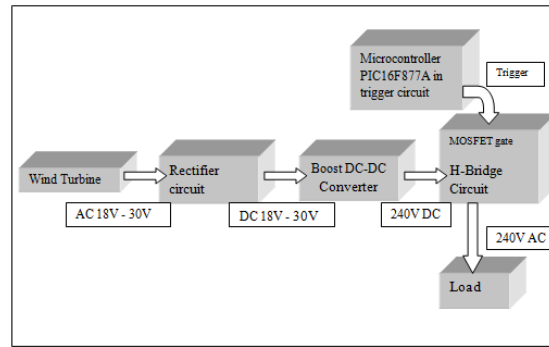 Microcontroller
PIC16F877A in
trigger circuit
Trigger
MOSFET gate
H-Bridge
Circuit
Wind Turbine
Rectifier
circuit
Boost DC-DC
Converter
AC 18V - 30V
DC 18V - 30V
240V DC
240V AC
Load